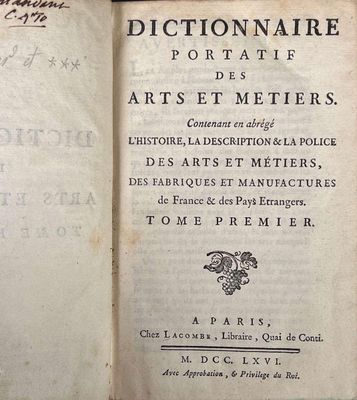 C. 4to
DICTIONNAIRE
PORTATIF
DES
ARTS ET METIERS.
Contenant en abrégé
L'HISTOIRE, LA DESCRIPTION & LA POLICE
DES ARTS ET MÉTIERS,
DES FABRIQUES ET MANUFACTURES
de France & des Pays Etrangers.
TOME PREMIER.
A PARIS,
Chez LACOMBE, Libraire, Quai de Conti.
M. DCC. LXVI.
Avec Approbation, & Privilege du Roi.